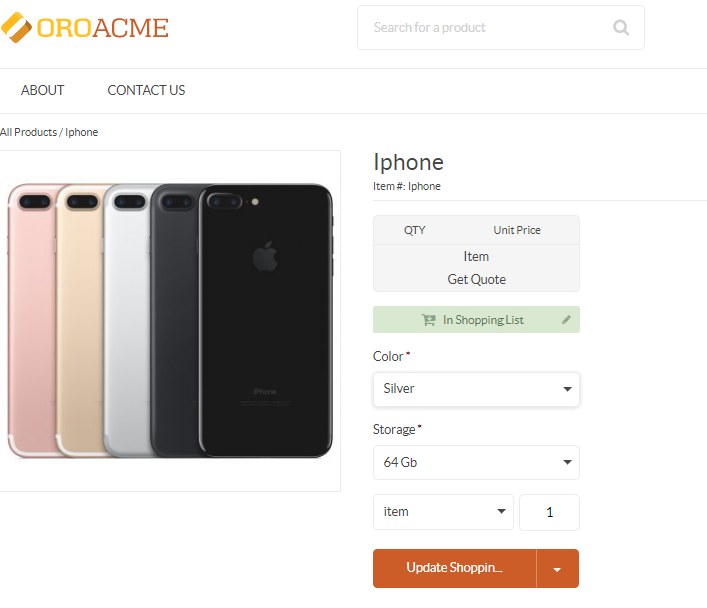 OROACME
Search for a product
ABOUT CONTACT US
All Products / Iphone
Iphone
Item #: Iphone
QTY Unit Price
Item
Get Quote
In Shopping List
Color *
Silver
Storage *
64 Gb
item 1
Update Shoppin...
iPhone